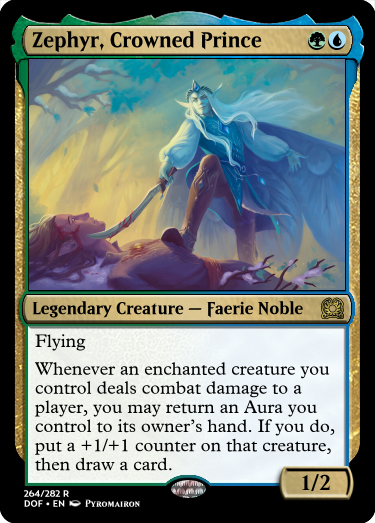 Zephyr, Crowned Prince
Legendary Creature — Faerie Noble
Flying
Whenever an enchanted creature you
control deals combat damage to a
player, you may return an Aura you
control to its owner's hand. If you do,
put a +1/+1 counter on that creature,
then draw a card.
1/2
264/282 R
DOF • EN Pyromairon